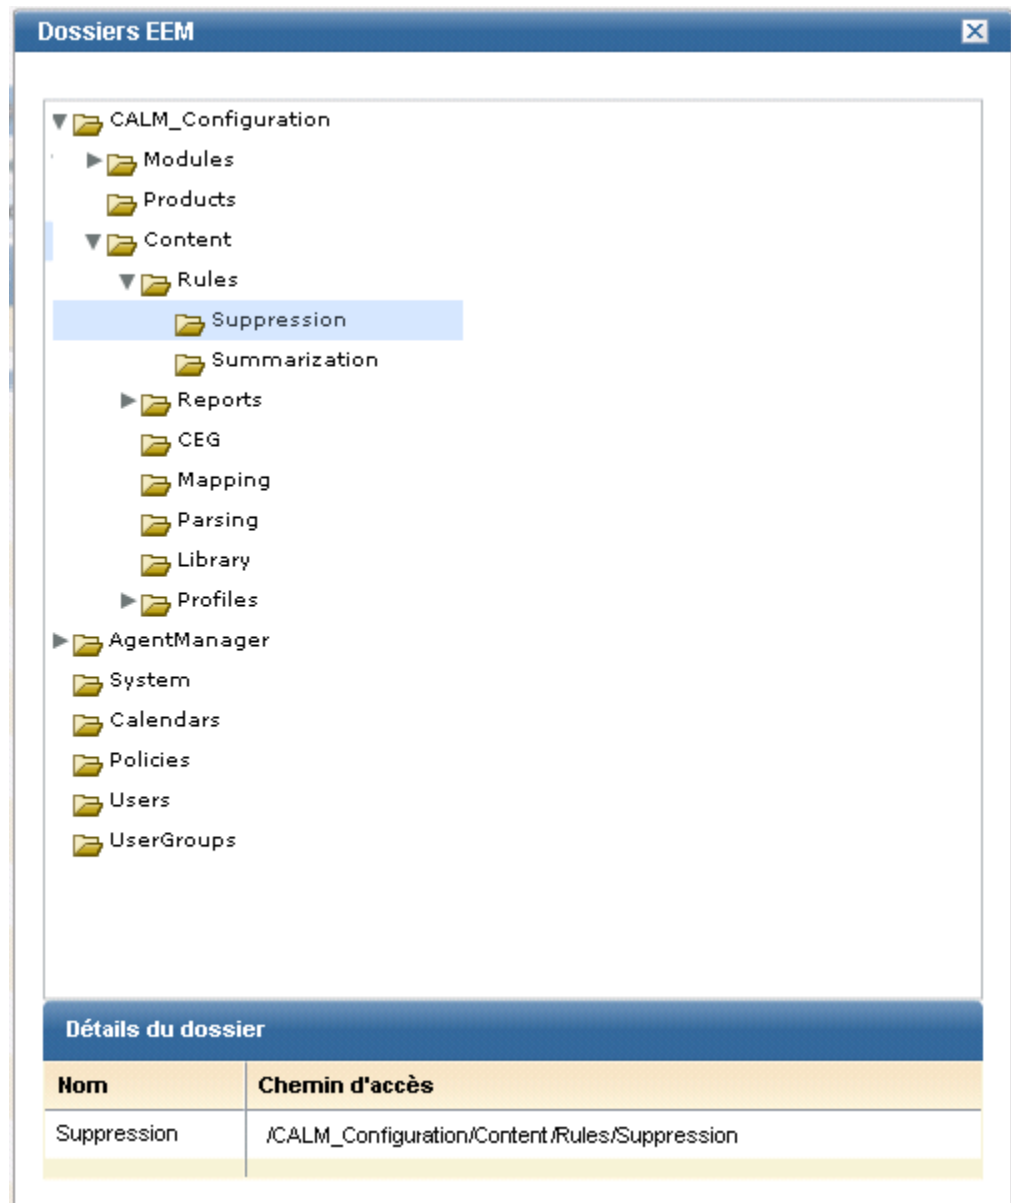 Dossiers EEM
CALM_Configuration
Modules
Products
Content
Rules
Suppression
Summarization
Reports
CEG
Mapping
Parsing
Library
Profiles
AgentManager
System
Calendars
Policies
Users
UserGroups
Détails du dossier
Nom Chemin d'accès
Suppression /CALM_Configuration/Content/Rules/Suppression